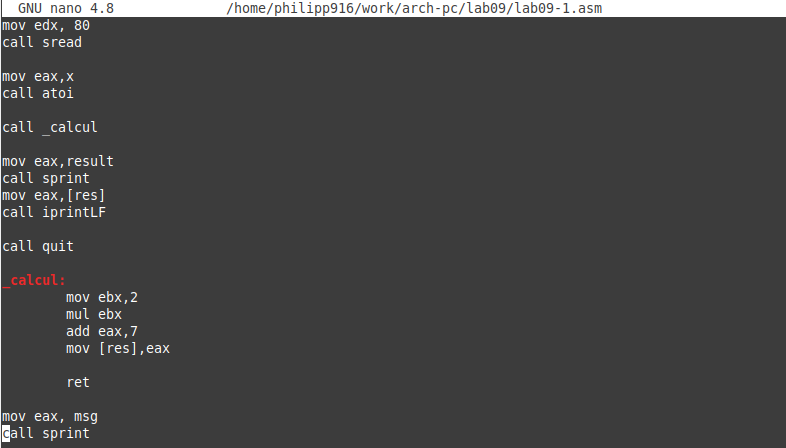 GNU nano 4.8 /home/philipp916/work/arch-pc/lab09/lab09-1.asm
mov edx, 80
call sread
mov eax,x
call atoi
call _calcul
mov eax,result
call sprint
mov eax,[res]
call iprintLF
call quit
_calcul:
mov ebx,2
mul ebx
add eax,7
mov [res],eax
ret
mov eax, msg
call sprint